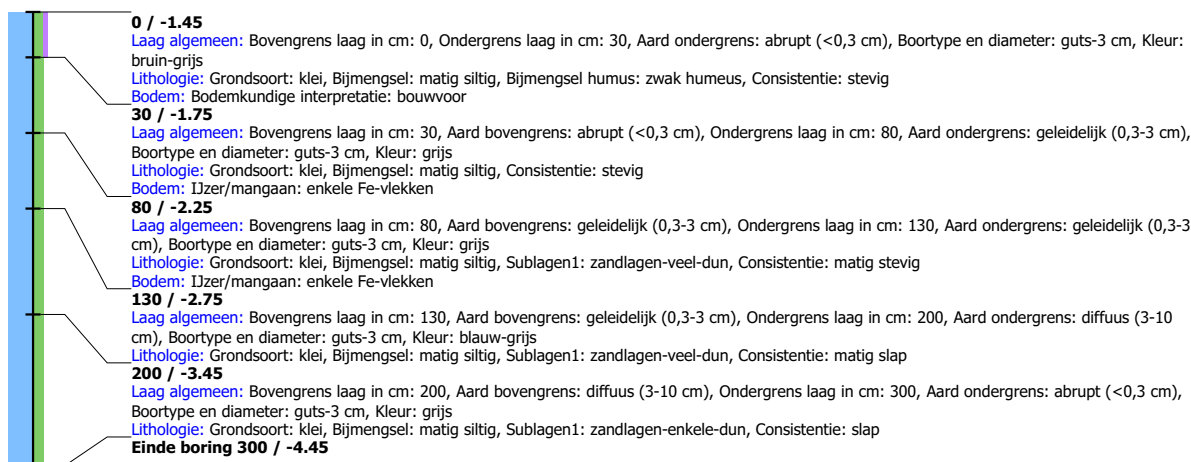 0 / -1.45
Laag algemeen: Bovengrens laag in cm: 0, Ondergrens laag in cm: 30, Aard ondergrens: abrupt (<0,3 cm), Boortype en diameter: guts-3 cm, Kleur:
bruin-grijs
Lithologie: Grondsoort: klei, Bijmengsel: matig siltig, Bijmengsel humus: zwak humeus, Consistentie: stevig
Bodem: Bodemkundige interpretatie: bouwvoor
30 / -1.75
Laag algemeen: Bovengrens laag in cm: 30, Aard bovengrens: abrupt (<0,3 cm), Ondergrens laag in cm: 80, Aard ondergrens: geleidelijk (0,3-3 cm),
Boortype en diameter: guts-3 cm, Kleur: grijs
Lithologie: Grondsoort: klei, Bijmengsel: matig siltig, Consistentie: stevig
Bodem: IJzer/mangaan: enkele Fe-vlekken
80 / -2.25
Laag algemeen: Bovengrens laag in cm: 80, Aard bovengrens: geleidelijk (0,3-3 cm), Ondergrens laag in cm: 130, Aard ondergrens: geleidelijk (0,3-3
cm), Boortype en diameter: guts-3 cm, Kleur: grijs
Lithologie: Grondsoort: klei, Bijmengsel: matig siltig, Sublagen1: zandlagen-veel-dun, Consistentie: matig stevig
Bodem: IJzer/mangaan: enkele Fe-vlekken
130 / -2.75
Laag algemeen: Bovengrens laag in cm: 130, Aard bovengrens: geleidelijk (0,3-3 cm), Ondergrens laag in cm: 200, Aard ondergrens: diffuus (3-10
cm), Boortype en diameter: guts-3 cm, Kleur: blauw-grijs
Lithologie: Grondsoort: klei, Bijmengsel: matig siltig, Sublagen1: zandlagen-veel-dun, Consistentie: matig slap
200 / -3.45
Laag algemeen: Bovengrens laag in cm: 200, Aard bovengrens: diffuus (3-10 cm), Ondergrens laag in cm: 300, Aard ondergrens: abrupt (<0,3 cm),
Boortype en diameter: guts-3 cm, Kleur: grijs
Lithologie: Grondsoort: klei, Bijmengsel: matig siltig, Sublagen1: zandlagen-enkele-dun, Consistentie: slap
Einde boring 300 / -4.45